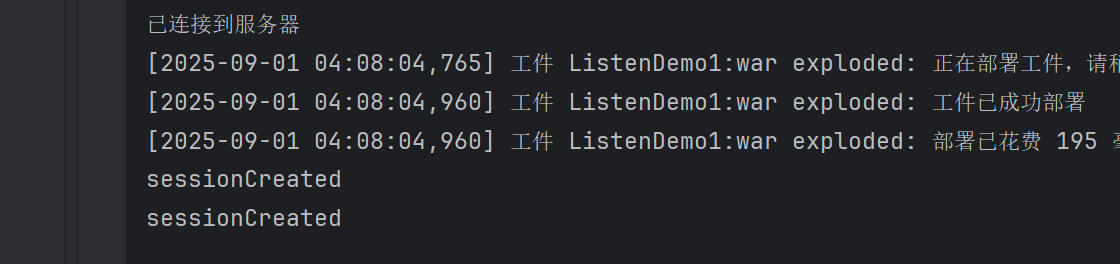 已连接到服务器
[2025-09-01 04:08:04,765] 工件 ListenDemo1:war exploded: 正在部署工件，请
[2025-09-01 04:08:04,960] 工件 ListenDemo1:war exploded: 工件已成功部署
[2025-09-01 04:08:04,960] 工件 ListenDemo1:war exploded: 部署已花费 195
sessionCreated
sessionCreated